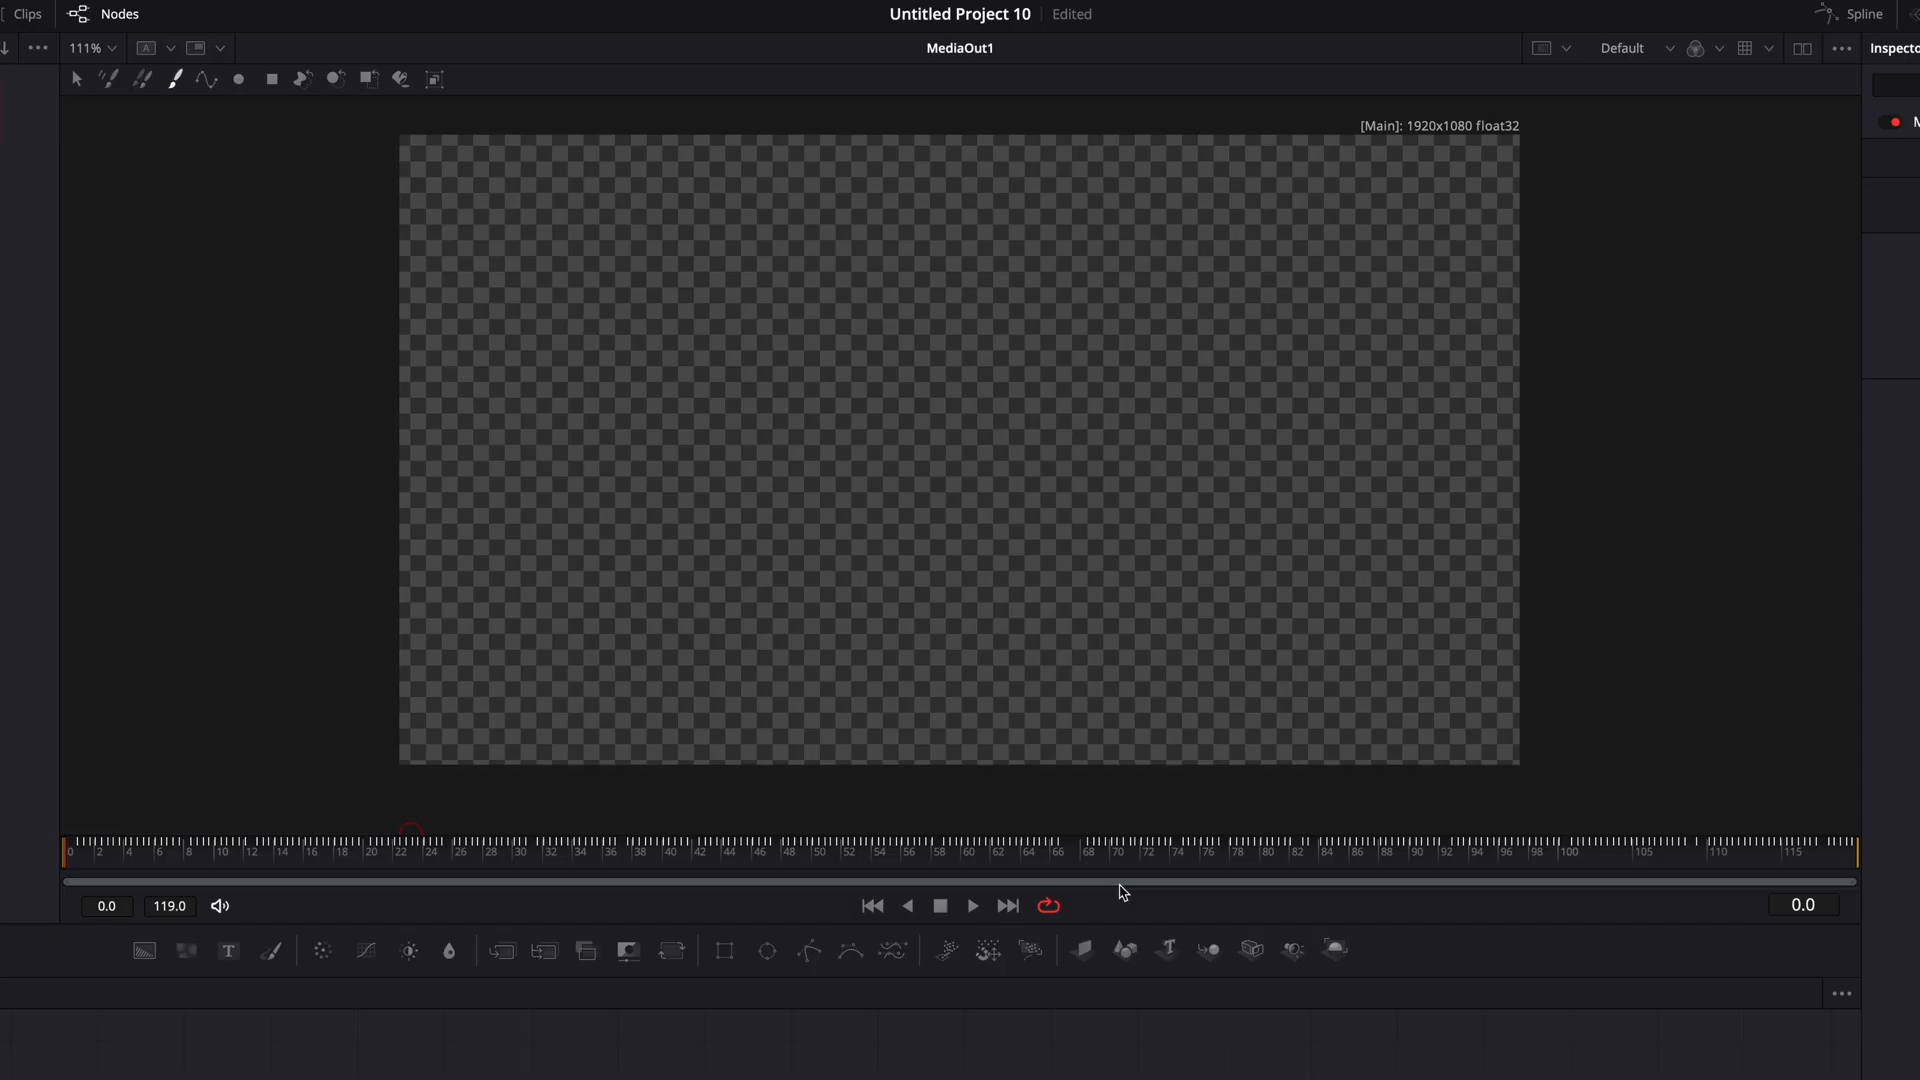 Clips
Nodes
Untitled Project 10
Edited
Spline
111%
A
MediaOut1
Default
Inspecto
T
[Main]: 1920x1080 float32
M
0 2 4 6 8 10 12 14 16 18 20 22 24 26 28 30 32 34 36 38 40 42 44 46 48 50 52 54 56 58 60 62 64 66 68 70 72 74 76 78 80 82 84 86 88 90 92 94 96 98 100 105 110 115
0.0
119.0
0.0
T
T